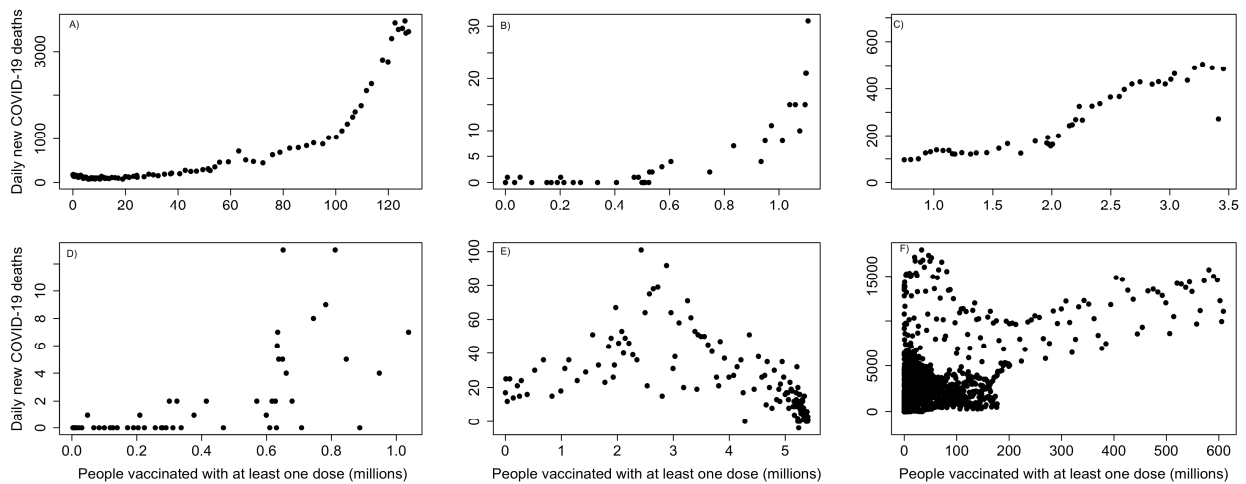 A)
Daily new COVID-19 deaths
0 1000 3000
0 20 40 60 80 100 120
B)
0 5 10 15 20 25 30
0.0 0.2 0.4 0.6 0.8 1.0
C)
0 200 400 600
1.0 1.5 2.0 2.5 3.0 3.5
D)
Daily new COVID-19 deaths
0 2 4 6 8 10
0.0 0.2 0.4 0.6 0.8 1.0
People vaccinated with at least one dose (millions)
E)
0 20 40 60 80 100
0 1 2 3 4 5
People vaccinated with at least one dose (millions)
F)
0 5000 15000
0 100 200 300 400 500 600
People vaccinated with at least one dose (millions)